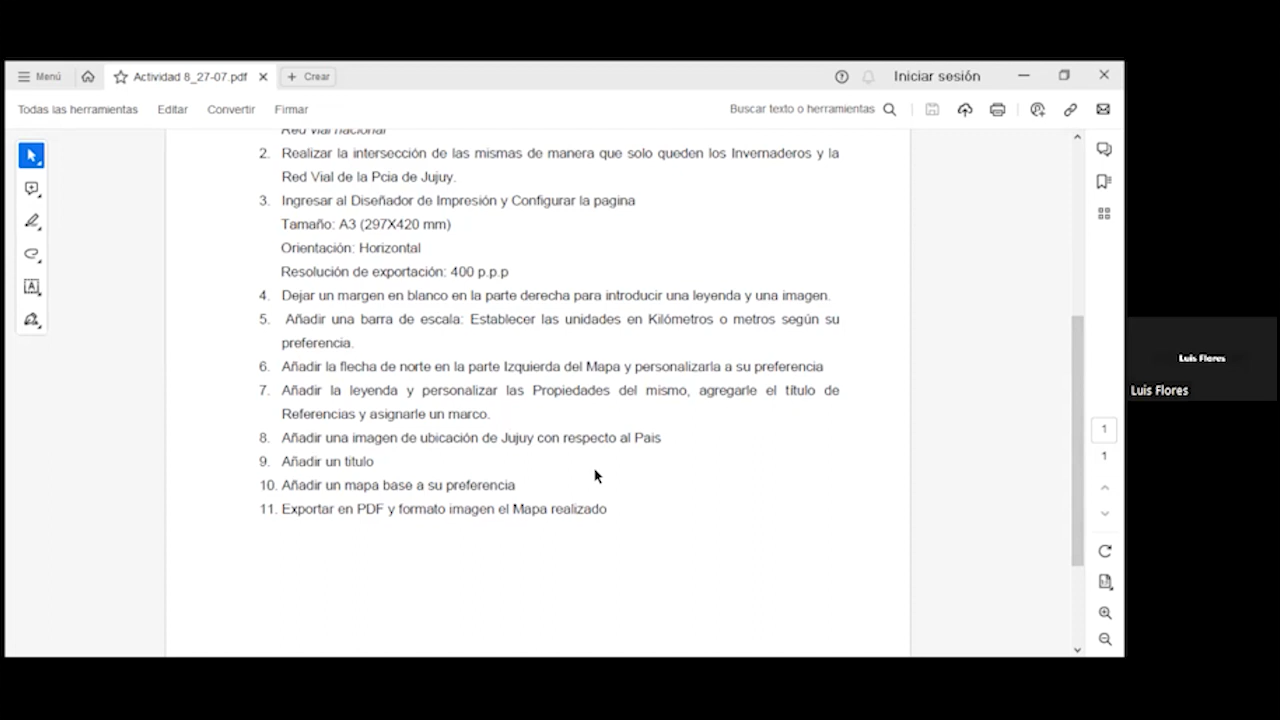 Menú
Actividad 8_27-07.pdf
Crear
Iniciar sesión
Todas las herramientas
Editar
Convertir
Firmar
Buscar texto o herramientas
Red Vial nacional
2. Realizar la intersección de las mismas de manera que solo queden los Invernaderos y la
Red Vial de la Pcia de Jujuy.
3. Ingresar al Diseñador de Impresión y Configurar la pagina
Tamaño: A3 (297X420 mm)
Orientación: Horizontal
Resolución de exportación: 400 p.p.p
4. Dejar un margen en blanco en la parte derecha para introducir una leyenda y una imagen.
5. Añadir una barra de escala: Establecer las unidades en Kilómetros o metros según su
preferencia.
6. Añadir la flecha de norte en la parte Izquierda del Mapa y personalizarla a su preferencia
7. Añadir la leyenda y personalizar las Propiedades del mismo, agregarle el título de
Referencias y asignarle un marco.
8. Añadir una imagen de ubicación de Jujuy con respecto al Pais
9. Añadir un titulo
10. Añadir un mapa base a su preferencia
11. Exportar en PDF y formato imagen el Mapa realizado
1
1
Luis Flores
Luis Flores